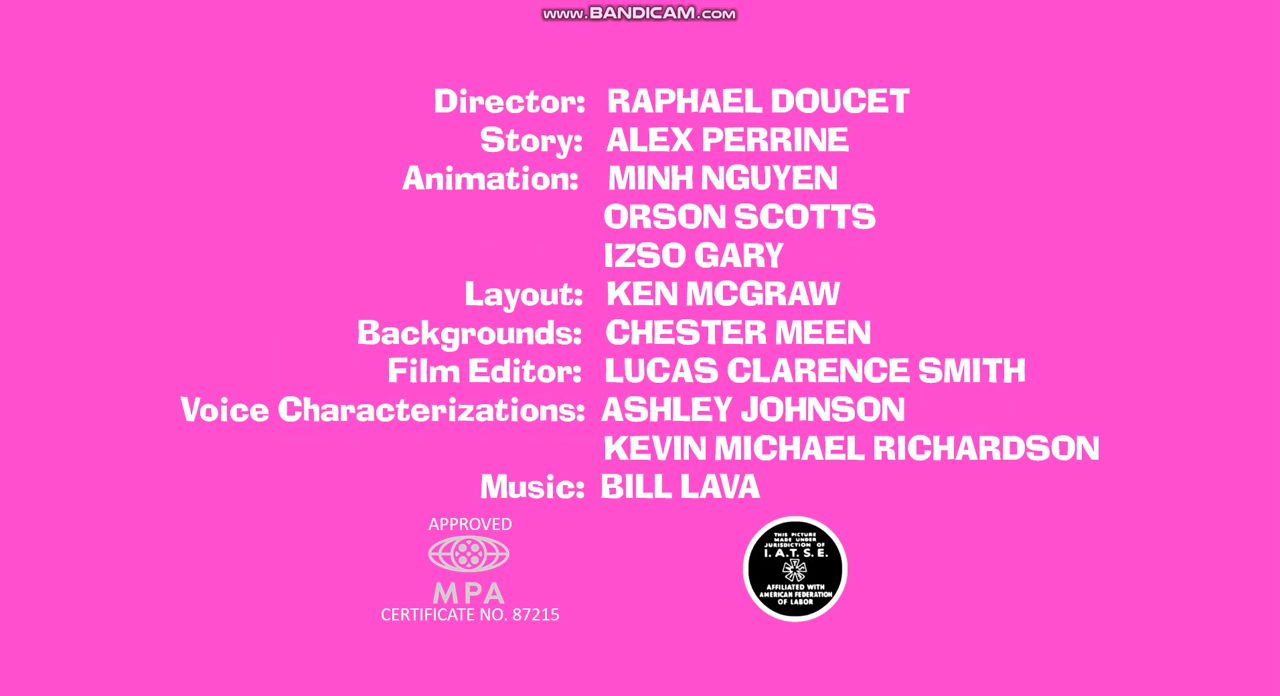 www.BANDICAM.com
Director: RAPHAEL DOUCET
Story: ALEX PERRINE
Animation: MINH NGUYEN
ORSON SCOTTS
IZSO GARY
Layout: KEN MCGRAW
Backgrounds: CHESTER MEEN
Film Editor: LUCAS CLARENCE SMITH
Voice Characterizations: ASHLEY JOHNSON
KEVIN MICHAEL RICHARDSON
Music: BILL LAVA
APPROVED
MPA
CERTIFICATE NO. 87215
THIS PICTURE
MADE UNDER
JURISDICTION OF
I.A.T.S.E.
AFFILIATED WITH
AMERICAN FEDERATION
OF LABOR